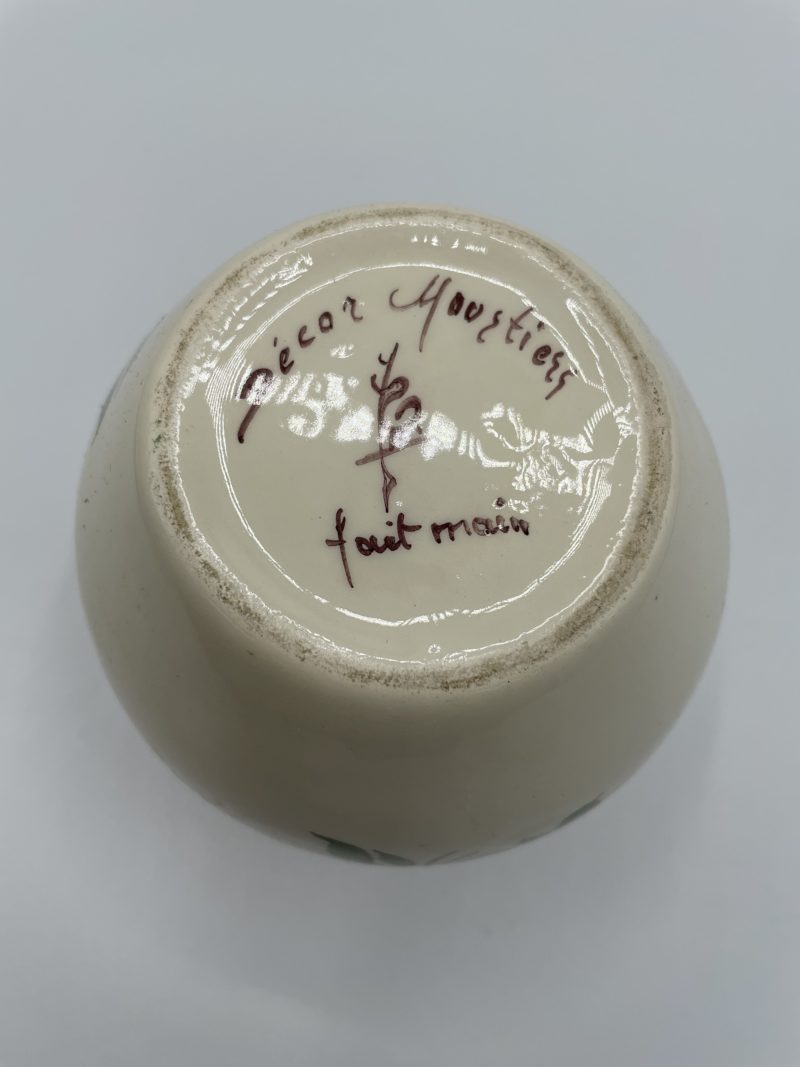 Décor Moustiers
fait main